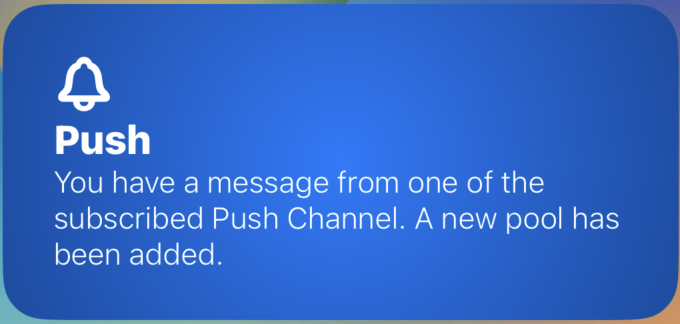 Push
You have a message from one of the
subscribed Push Channel. A new pool has
been added.